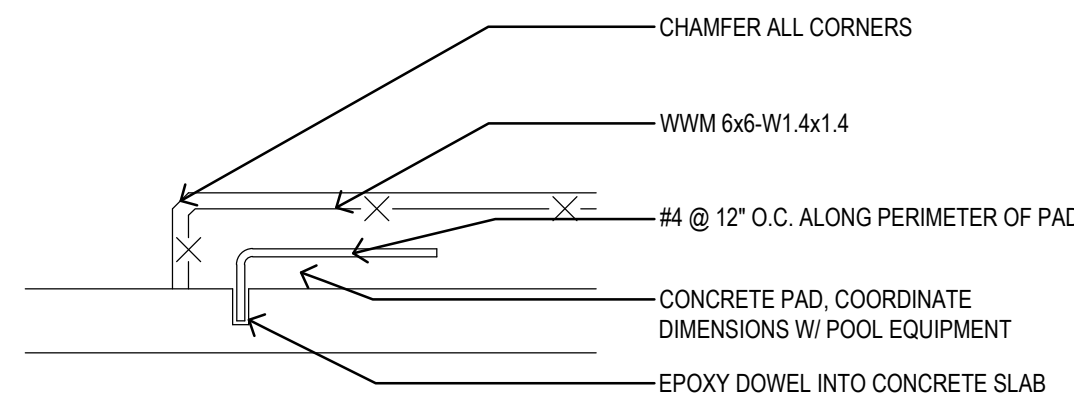 CHAMFER ALL CORNERS
WWM 6x6-W1.4x1.4
#4 @ 12" O.C. ALONG PERIMETER OF PAD
CONCRETE PAD, COORDINATE
DIMENSIONS W/ POOL EQUIPMENT
EPOXY DOWEL INTO CONCRETE SLAB